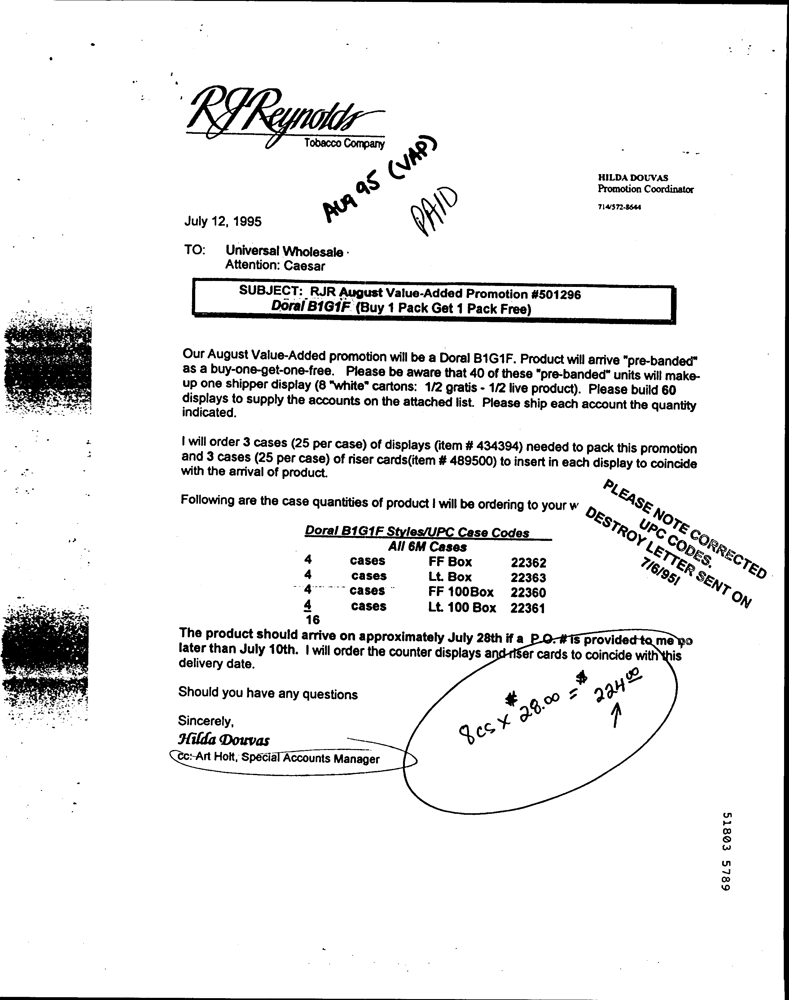 RJReynolds
Tobacco Company
Aug 95 (VAP)
PAID
HILDA DOUVAS
Promotion Coordinator
714/572-8644
July 12, 1995
TO: Universal Wholesale
Attention: Caesar
SUBJECT: RJR August Value-Added Promotion #501296
Doral B1G1F (Buy 1 Pack Get 1 Pack Free)
Our August Value-Added promotion will be a Doral B1G1F. Product will arrive "pre-banded"
as a buy-one-get-one-free. Please be aware that 40 of these "pre-banded" units will make-
up one shipper display (8 "white" cartons: 1/2 gratis - 1/2 live product). Please build 60
displays to supply the accounts on the attached list. Please ship each account the quantity
indicated.
I will order 3 cases (25 per case) of displays (item # 434394) needed to pack this promotion
and 3 cases (25 per case) of riser cards(item # 489500) to insert in each display to coincide
with the arrival of product.
Following are the case quantities of product I will be ordering to your w
PLEASE NOTE CORRECTED
UPC CODES.
DESTROY LETTER SENT ON
7/6/95!
Doral B1G1F Styles/UPC Case Codes
All 6M Cases
4 cases FF Box 22362
4 cases Lt. Box 22363
4 cases FF 100Box 22360
4 cases Lt. 100 Box 22361
16
The product should arrive on approximately July 28th if a P.O.# is provided to me no
later than July 10th. I will order the counter displays and riser cards to coincide with this
delivery date.
Should you have any questions
8 cs x #28.00 = $224.00
Sincerely,
Hilda Douvas
cc: Art Holt, Special Accounts Manager
51803 5789